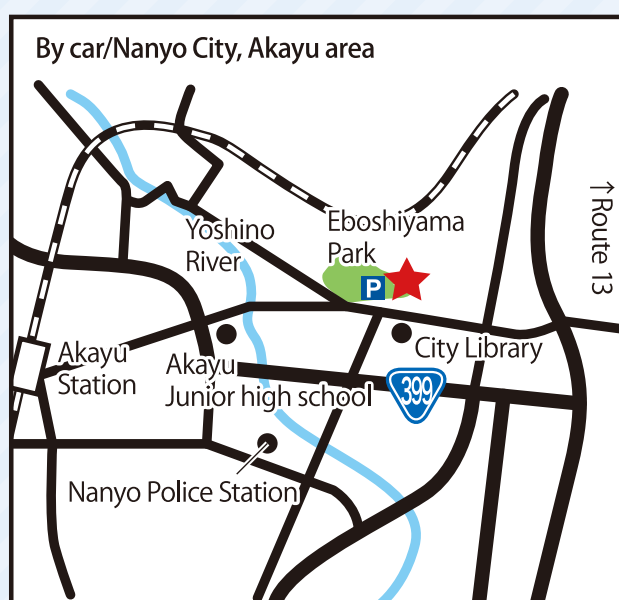 By car/Nanyo City, Akayu area
↑Route 13
Yoshino
River
Eboshiyama
Park
P
Akayu
Station
Akayu
Junior high school
City Library
399
Nanyo Police Station